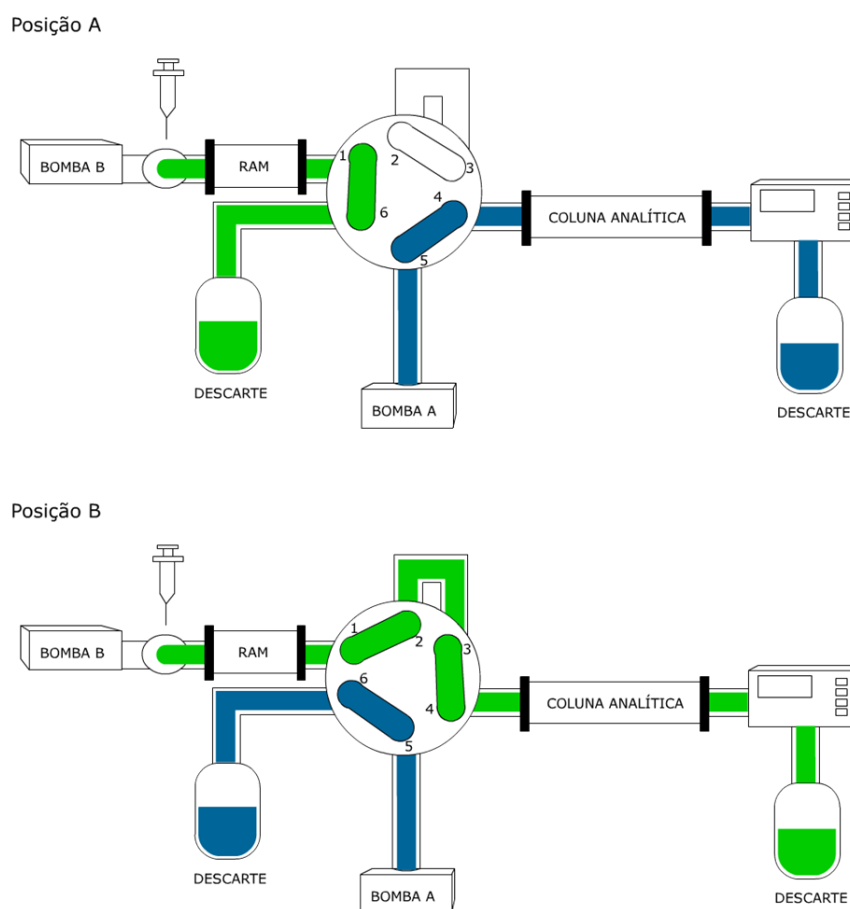 Posição A
BOMBA B
RAM
1
2
3
4
5
6
COLUNA ANALÍTICA
DESCARTE
BOMBA A
DESCARTE
Posição B
BOMBA B
RAM
1
2
3
6
4
5
COLUNA ANALÍTICA
DESCARTE
BOMBA A
DESCARTE